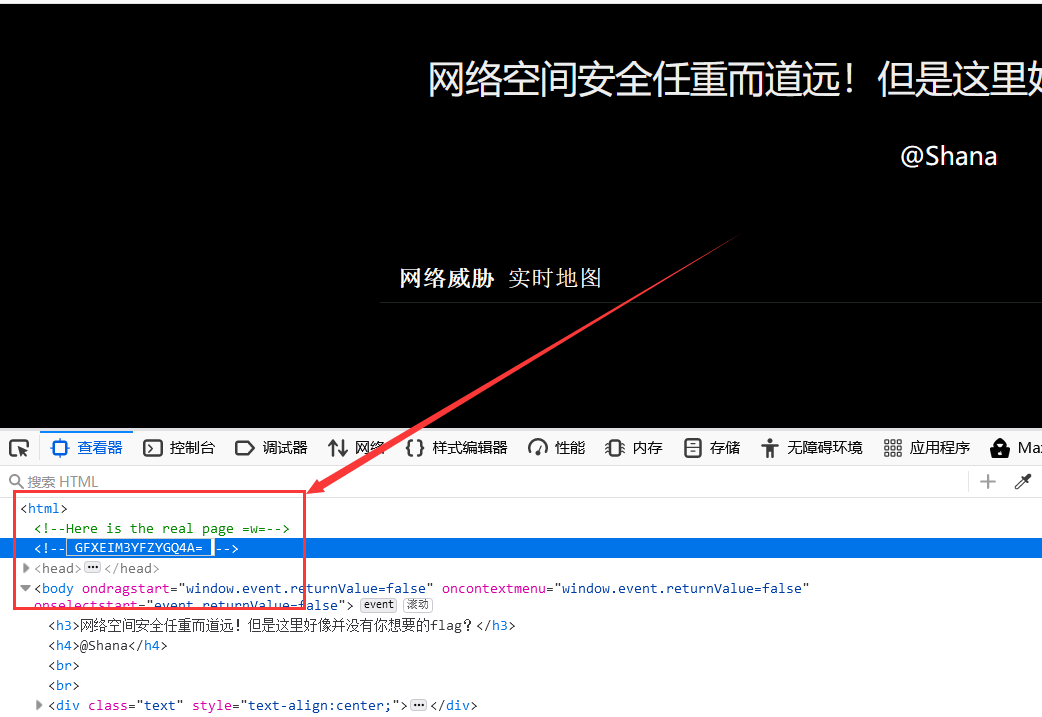 网络空间安全任重而道远！但是这里好
@Shana
网络威胁 实时地图
查看器 控制台 调试器 网络 样式编辑器 性能 内存 存储 无障碍环境 应用程序 Ma
搜索 HTML
<html>
<!--Here is the real page =w=-->
<!-- GFXEIM3YFZYGQ4A= -->
<head>⋯</head>
<body ondragstart="window.event.returnValue=false" oncontextmenu="window.event.returnValue=false"
onselectstart="event.returnValue=false"> event 滚动
<h3>网络空间安全任重而道远！但是这里好像并没有你想要的flag？</h3>
<h4>@Shana</h4>
<br>
<br>
<div class="text" style="text-align:center;">⋯</div>